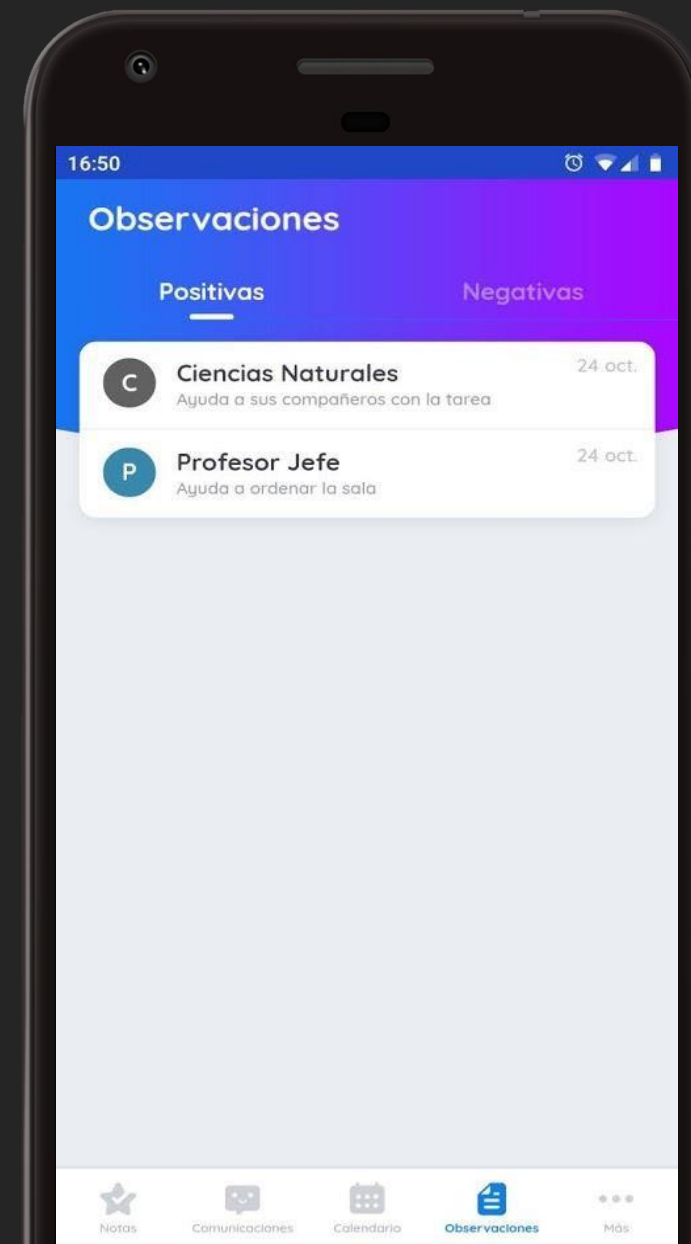 16:50
Observaciones
Positivas Negativas
C Ciencias Naturales 24 oct.
Ayuda a sus compañeros con la tarea
P Profesor Jefe 24 oct.
Ayuda a ordenar la sala
Notas Comunicaciones Calendario Observaciones Más